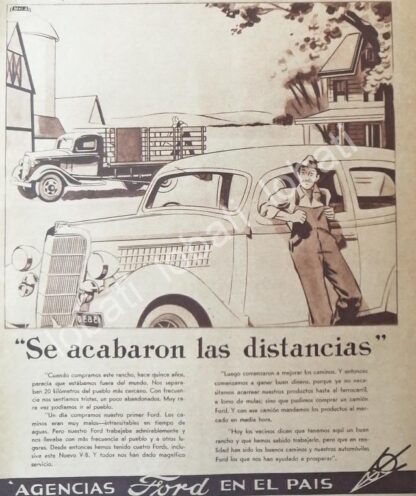 "Se acabaron las distancias"
"Cuando compramos este rancho, hace quince años,
parecía que estábamos fuera del mundo. Nos separa-
ban 20 kilómetros del pueblo más cercano. Con frecuen-
cia nos sentíamos tristes, un poco abandonados. Muy ra-
ra vez podíamos ir al pueblo.
"Un día compramos nuestro primer Ford. Los ca-
minos eran muy malos—intransitables en tiempo de
aguas. Pero nuestro Ford trabajaba admirablemente y
nos llevaba con más frecuencia al pueblo y a otros lu-
gares. Desde entonces hemos tenido cuatro Fords, inclu-
sive este Nuevo V-8. Y todos nos han dado magnífico
servicio.
"Luego comenzaron a mejorar los caminos. Y entonces
comenzamos a ganar buen dinero, porque ya no nece-
sitamos acarrear nuestros productos hasta el ferrocarril,
a lomo de mulas; sino que pudimos comprar un camión
Ford. Y con ese camión mandamos los productos al mer-
cado en media hora.
"Hoy los vecinos dicen que tenemos aquí un buen
rancho y que hemos sabido trabajarlo, pero que en rea-
lidad han sido los buenos caminos y nuestros automóviles
Ford los que nos han ayudado a prosperar".
AGENCIAS Ford EN EL PAIS